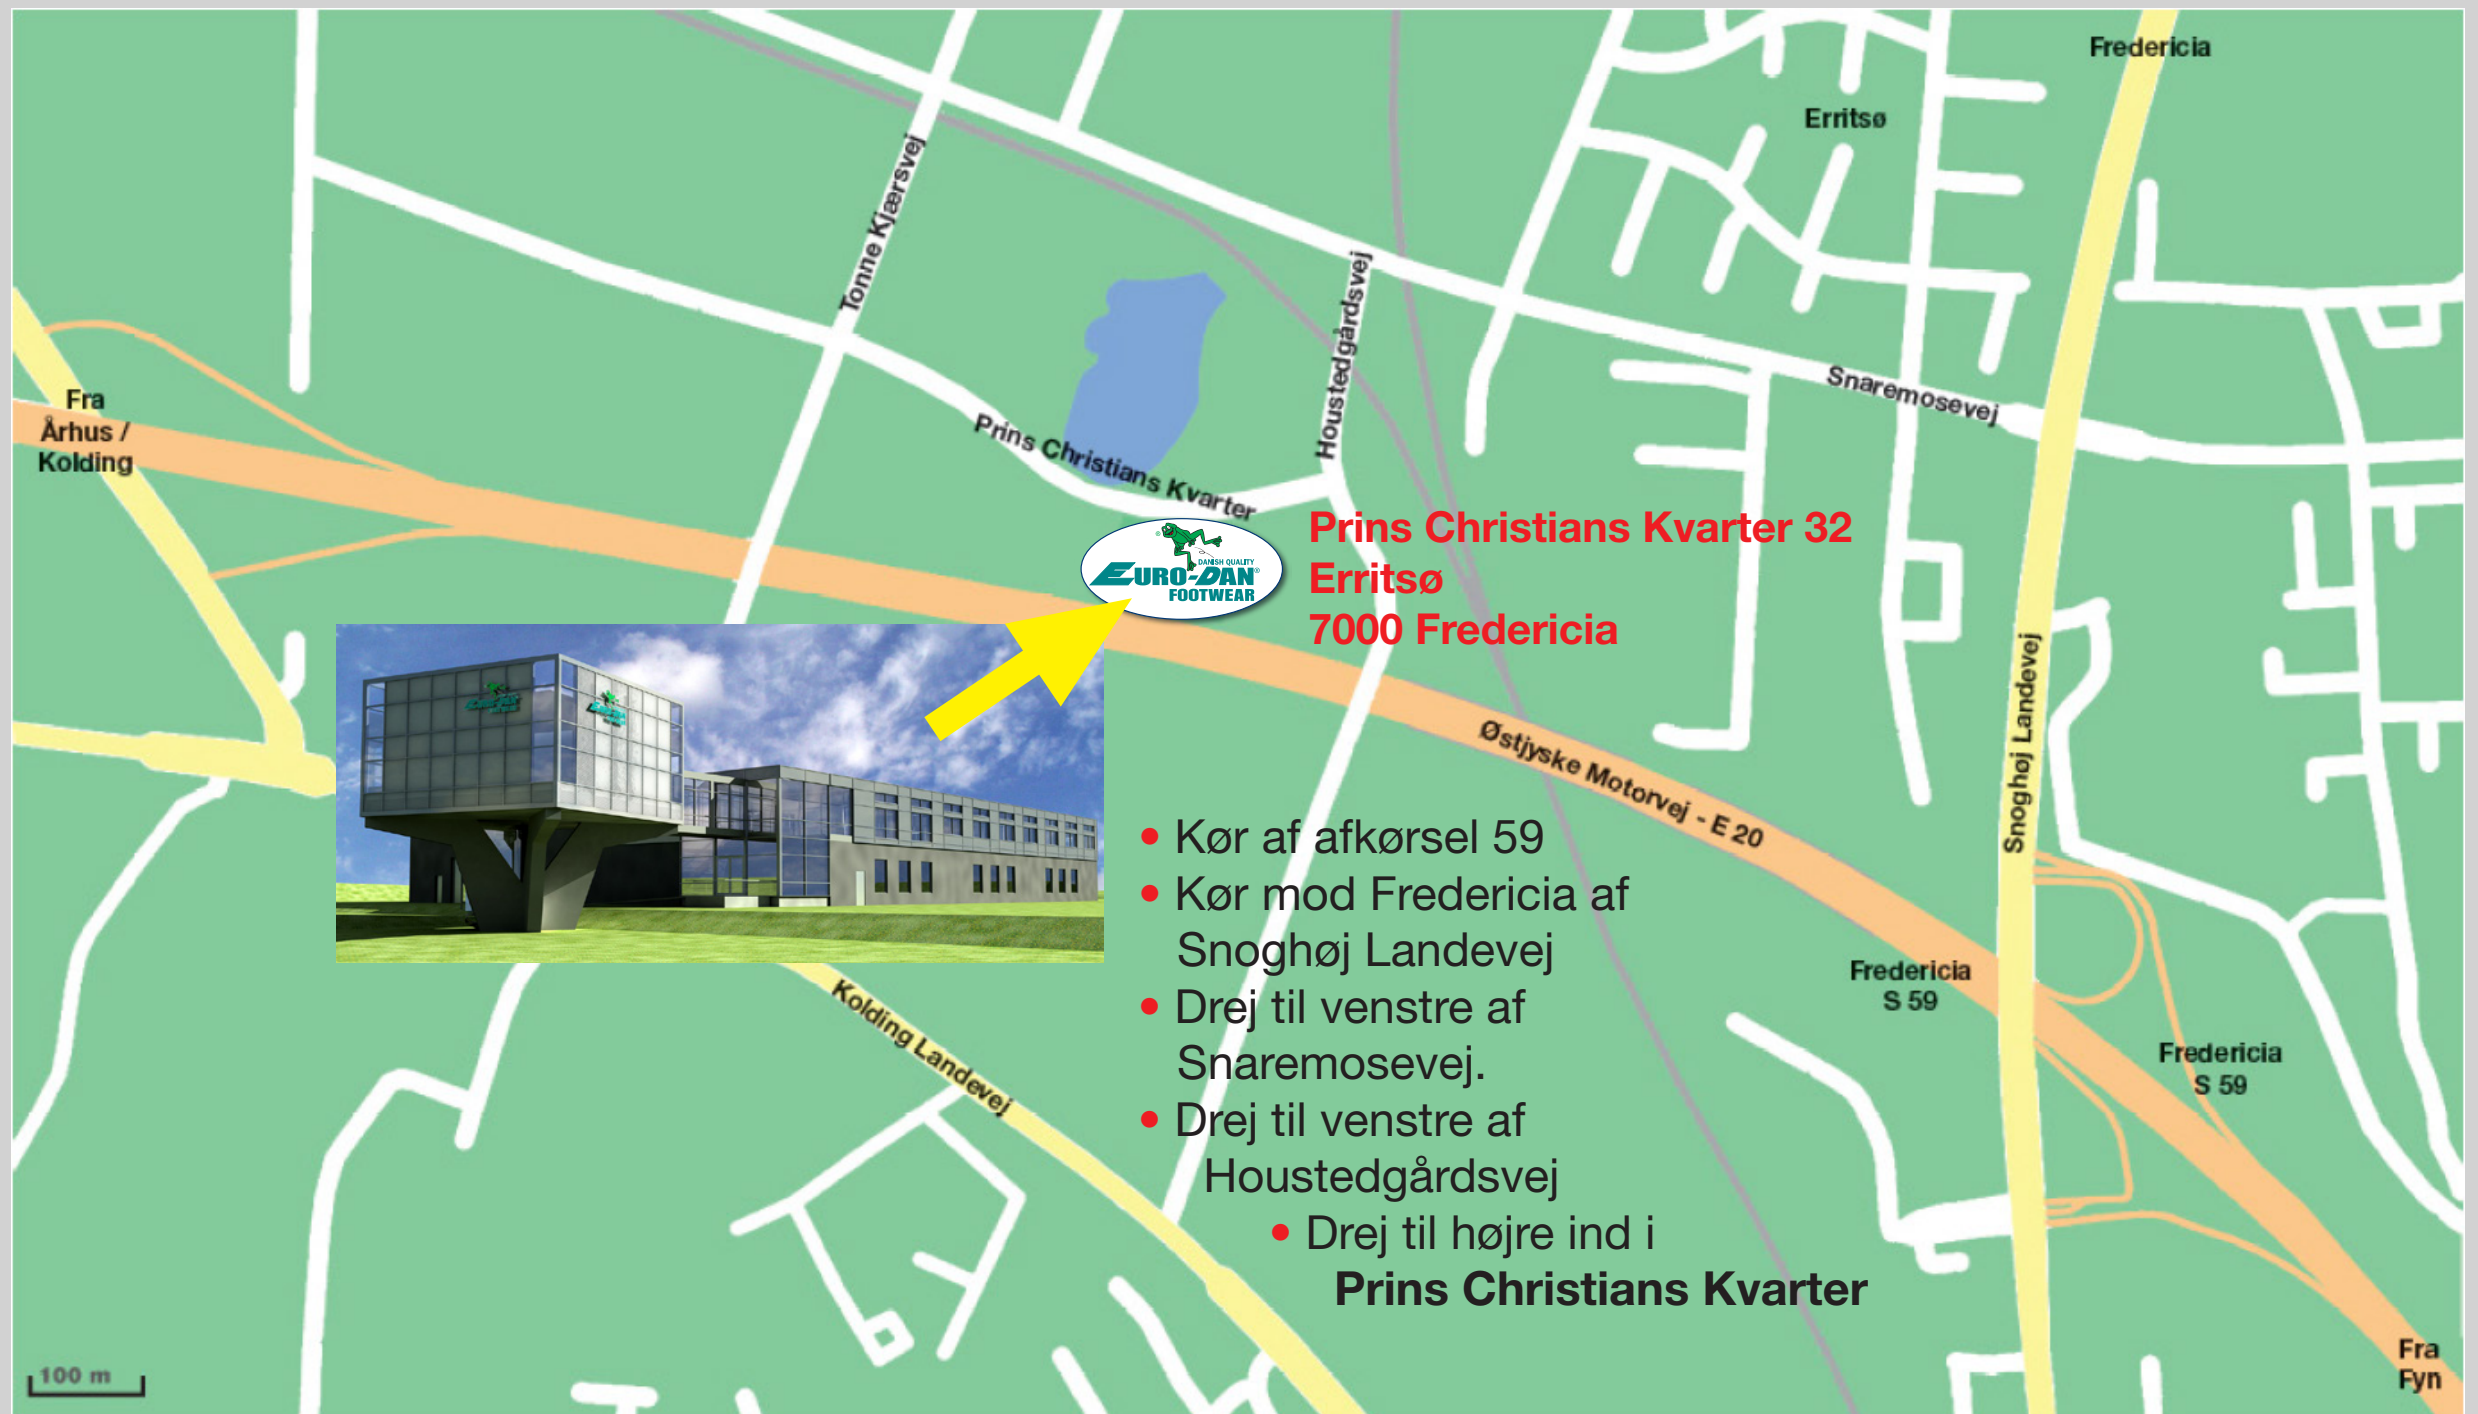 Fredericia
Erritsø
Tonne Kjærsvej
Houstedgårdsvej
Snaremosevej
Fra
Århus /
Kolding
Prins Christians Kvarter
DANISH QUALITY
EURO-DAN®
FOOTWEAR
Prins Christians Kvarter 32
Erritsø
7000 Fredericia
Snoghøj Landevej
Østjyske Motorvej - E 20
• Kør af afkørsel 59
• Kør mod Fredericia af
Snoghøj Landevej
• Drej til venstre af
Snaremosevej.
• Drej til venstre af
Houstedgårdsvej
• Drej til højre ind i
Prins Christians Kvarter
Kolding Landevej
Fredericia
S 59
Fredericia
S 59
Fra
Fyn
100 m